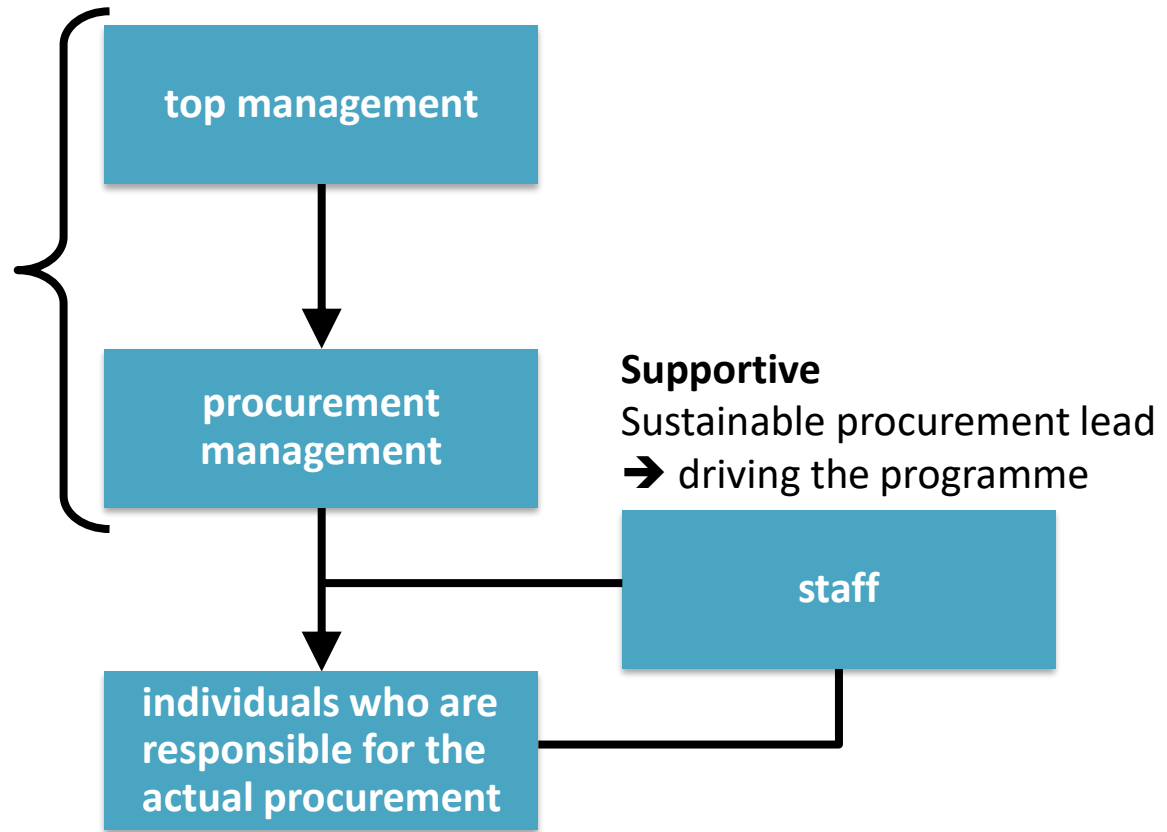 top management
procurement
management
Supportive
Sustainable procurement lead
➔ driving the programme
staff
individuals who are
responsible for the
actual procurement